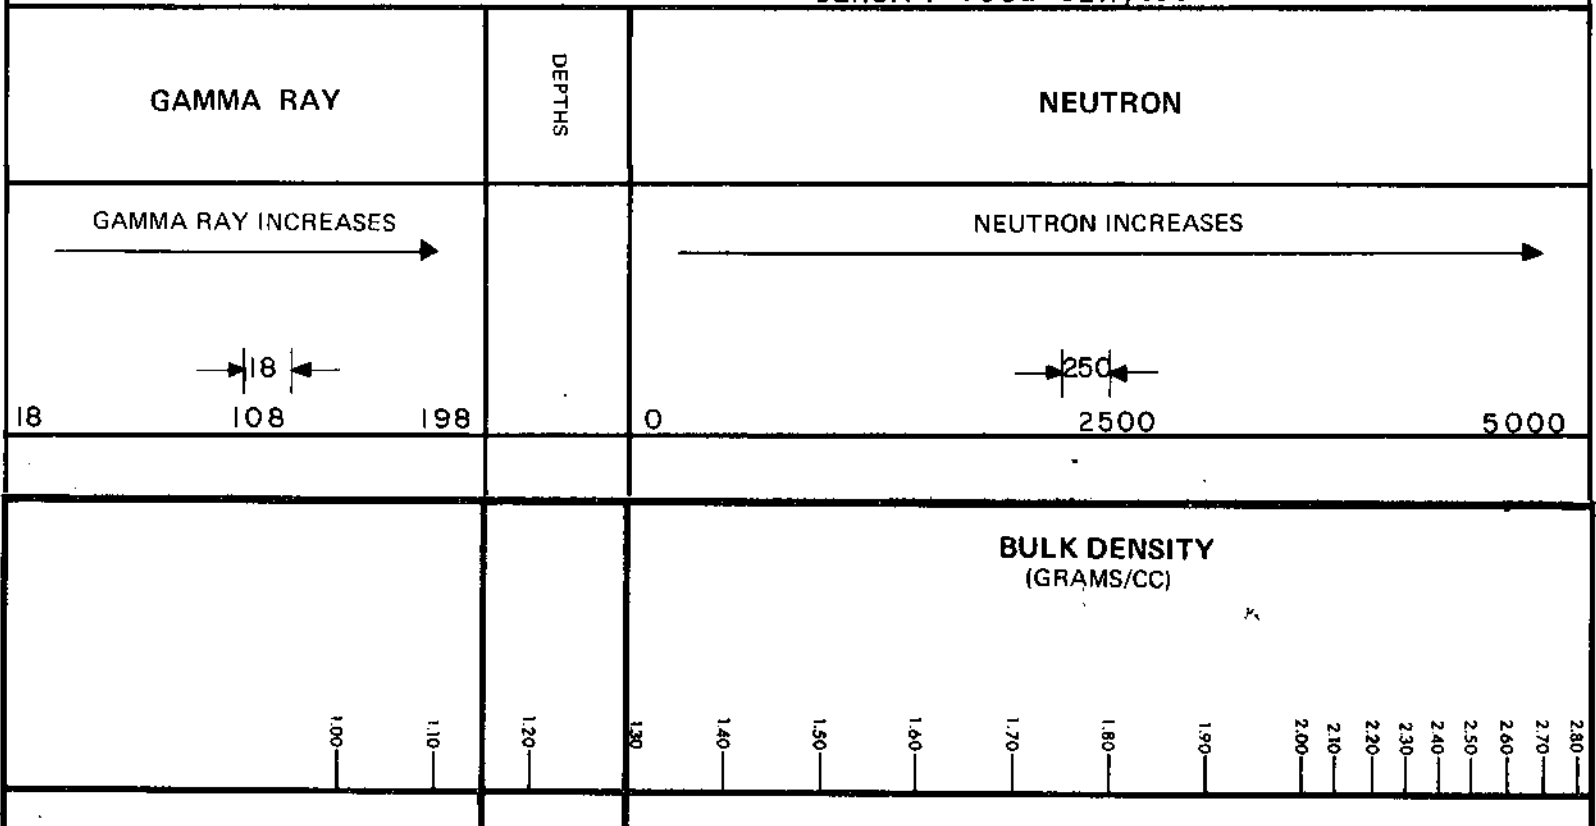 GAMMA RAY
DEPTHS
NEUTRON
GAMMA RAY INCREASES
NEUTRON INCREASES
18
250
18 108 198
0 2500 5000
BULK DENSITY
(GRAMS/CC)
1.00 1.10 1.20 1.30 1.40 1.50 1.60 1.70 1.80 1.90 2.00 2.10 2.20 2.30 2.40 2.50 2.60 2.70 2.80